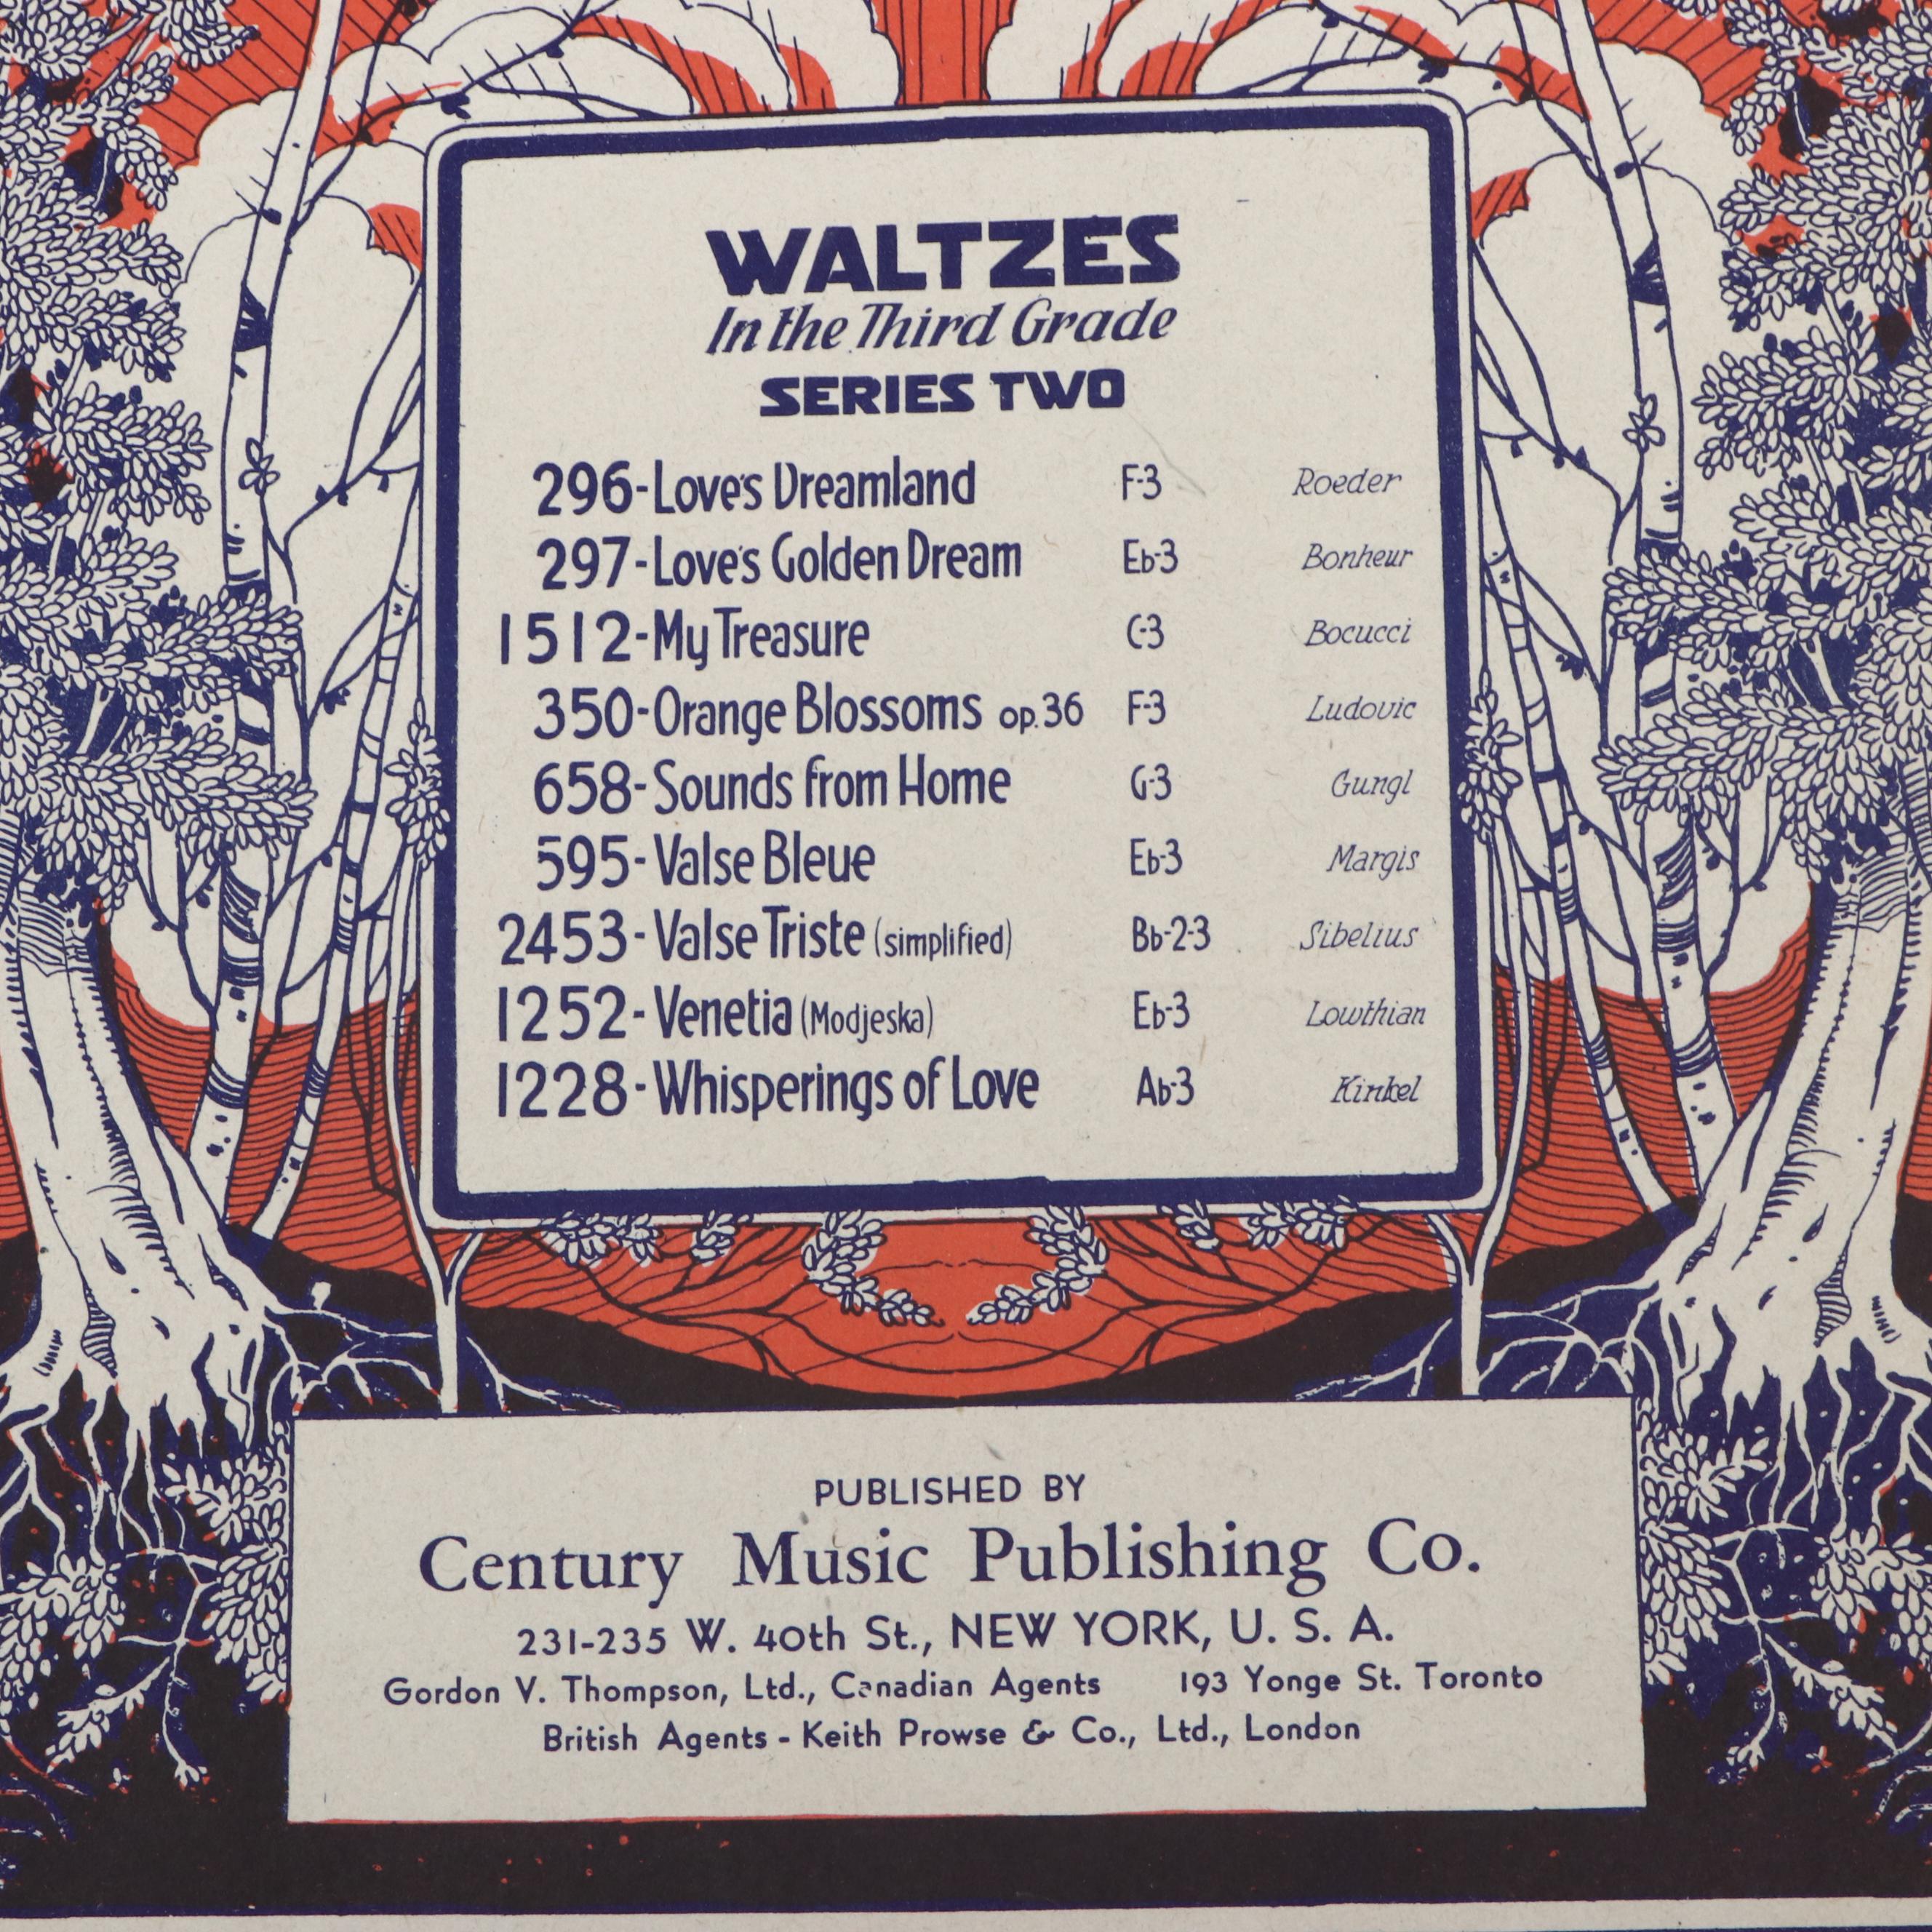 WALTZES
In the Third Grade
SERIES TWO
296-Love's Dreamland F-3 Roeder
297-Love's Golden Dream Eb-3 Bonheur
1512-My Treasure C-3 Bocucci
350-Orange Blossoms op.36 F-3 Ludovic
658-Sounds from Home G-3 Gungl
595-Valse Bleue Eb-3 Margis
2453-Valse Triste (simplified) Bb-2-3 Sibelius
1252-Venetia (Modjeska) Eb-3 Lowthian
1228-Whisperings of Love Ab-3 Kinkel
PUBLISHED BY
Century Music Publishing Co.
231-235 W. 40th St., NEW YORK, U. S. A.
Gordon V. Thompson, Ltd., Canadian Agents 193 Yonge St. Toronto
British Agents - Keith Prowse & Co., Ltd., London